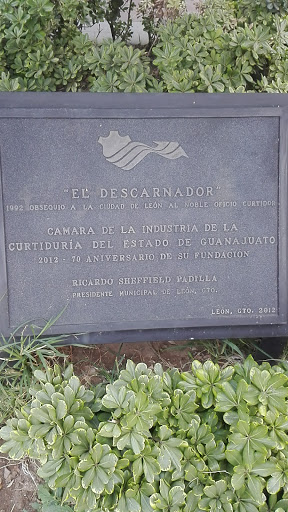 "EL DESCARNADOR"
1992 OBSEQUIO A LA CIUDAD DE LEÓN AL NOBLE OFICIO CURTIDOR
CAMARA DE LA INDUSTRIA DE LA
CURTIDURÍA DEL ESTADO DE GUANAJUATO
2012 - 70 ANIVERSARIO DE SU FUNDACIÓN
RICARDO SHEFFIELD PADILLA
PRESIDENTE MUNICIPAL DE LEÓN, GTO.
LEÓN, GTO. 2012